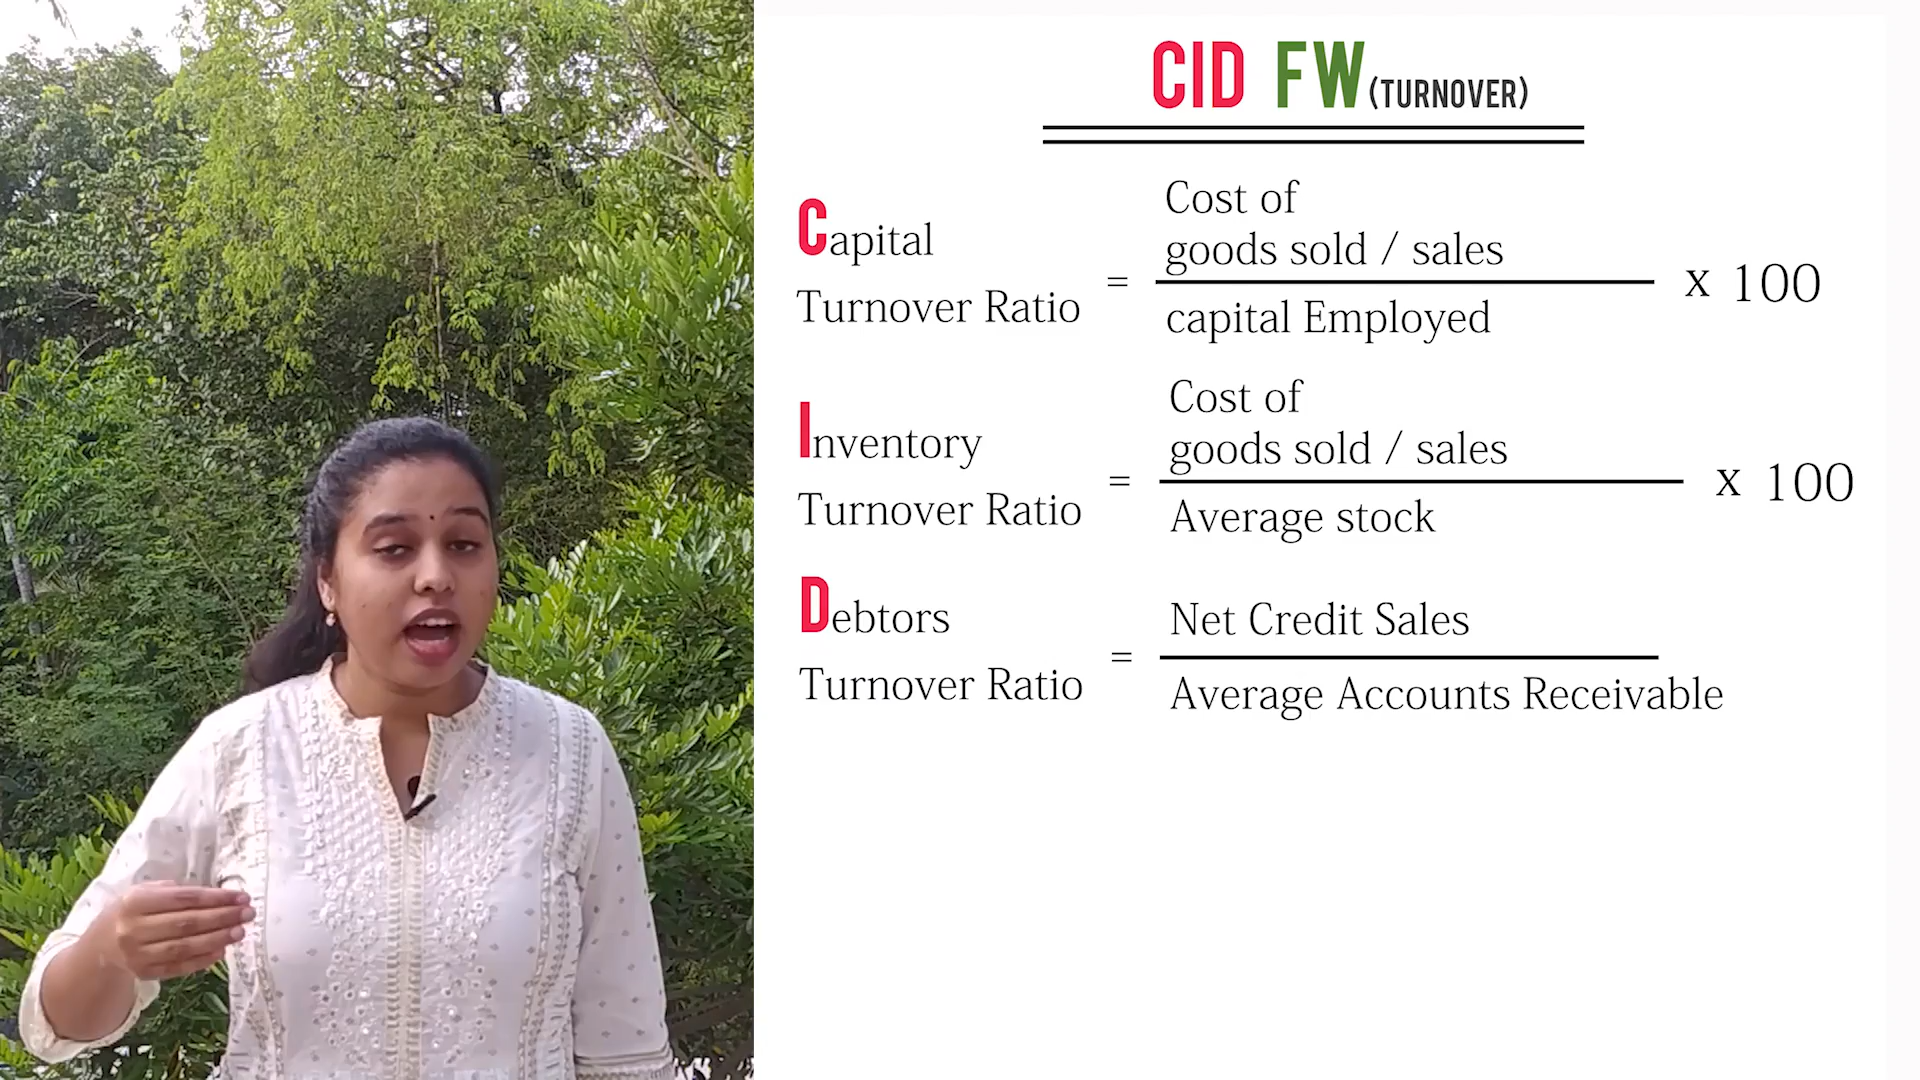 CID FW (TURNOVER)
Capital
Turnover Ratio
=
Cost of
goods sold / sales
capital Employed
x 100
Inventory
Turnover Ratio
=
Cost of
goods sold / sales
Average stock
x 100
Debtors
Turnover Ratio
=
Net Credit Sales
Average Accounts Receivable